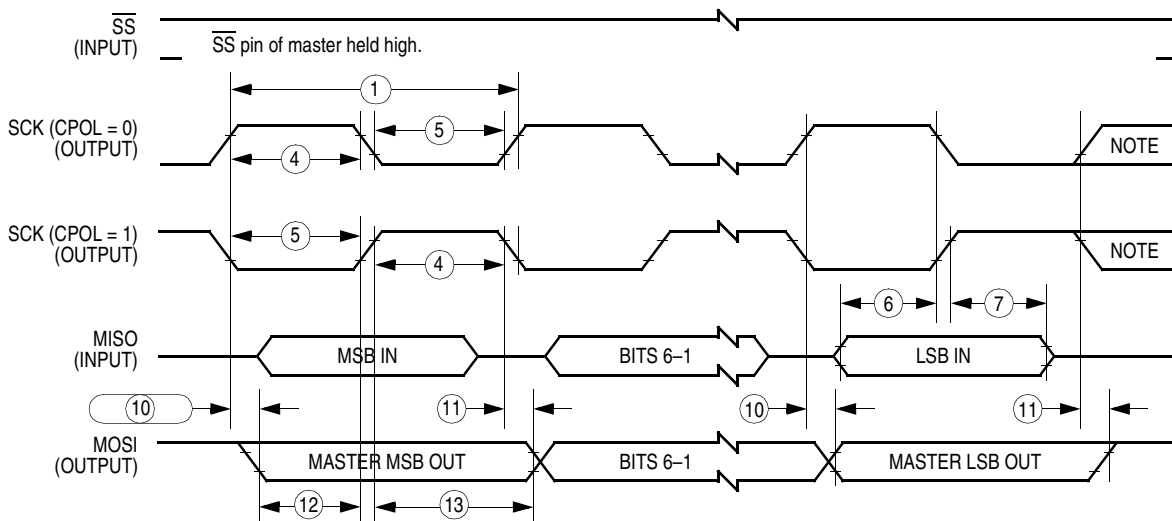 SS
(INPUT)
SS pin of master held high.
1
SCK (CPOL = 0)
(OUTPUT)
5
4
NOTE
SCK (CPOL = 1)
(OUTPUT)
5
4
NOTE
6
7
MISO
(INPUT)
MSB IN
BITS 6–1
LSB IN
10
11
10
11
MOSI
(OUTPUT)
MASTER MSB OUT
BITS 6–1
MASTER LSB OUT
12
13